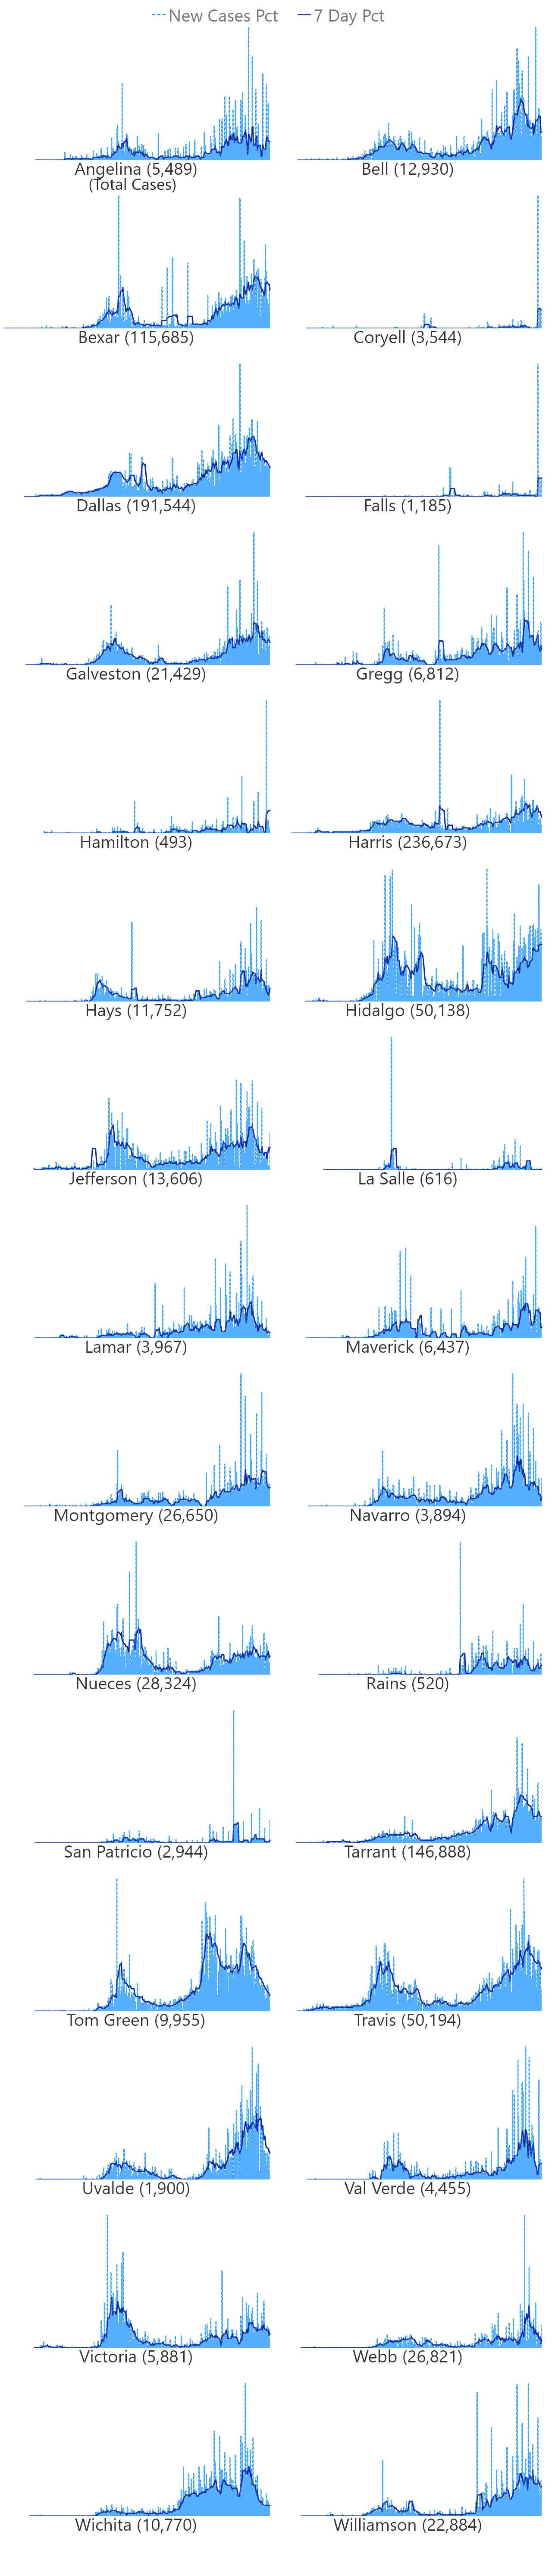 New Cases Pct 7 Day Pct
Angelina (5,489) Bell (12,930)
(Total Cases)
Bexar (115,685) Coryell (3,544)
Dallas (191,544) Falls (1,185)
Galveston (21,429) Gregg (6,812)
Hamilton (493) Harris (236,673)
Hays (11,752) Hidalgo (50,138)
Jefferson (13,606) La Salle (616)
Lamar (3,967) Maverick (6,437)
Montgomery (26,650) Navarro (3,894)
Nueces (28,324) Rains (520)
San Patricio (2,944) Tarrant (146,888)
Tom Green (9,955) Travis (50,194)
Uvalde (1,900) Val Verde (4,455)
Victoria (5,881) Webb (26,821)
Wichita (10,770) Williamson (22,884)